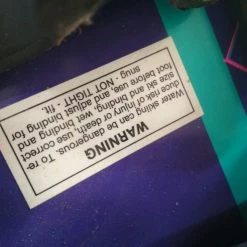 WARNING
Water skiing can be dangerous. To re-
duce risk of injury or death, use correct
size ski and binding, wet binding and
foot before use, and adjust binding for
snug - NOT TIGHT - fit.